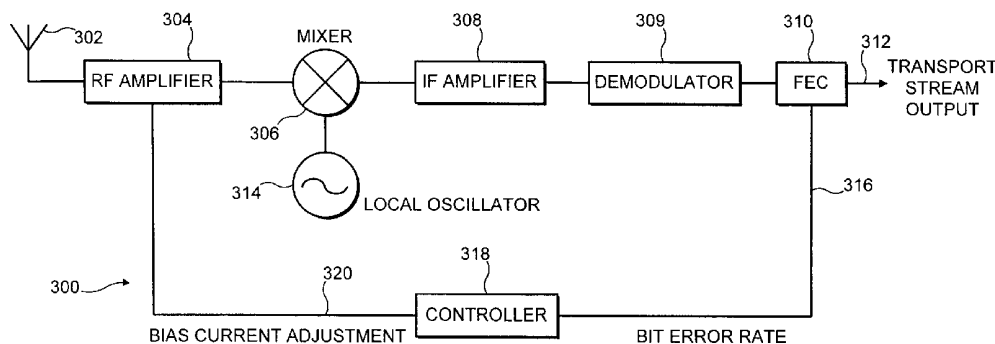 302
304
RF AMPLIFIER
MIXER
306
308
IF AMPLIFIER
309
DEMODULATOR
310
FEC
312
TRANSPORT
STREAM
OUTPUT
314
LOCAL OSCILLATOR
316
300
320
318
CONTROLLER
BIAS CURRENT ADJUSTMENT
BIT ERROR RATE